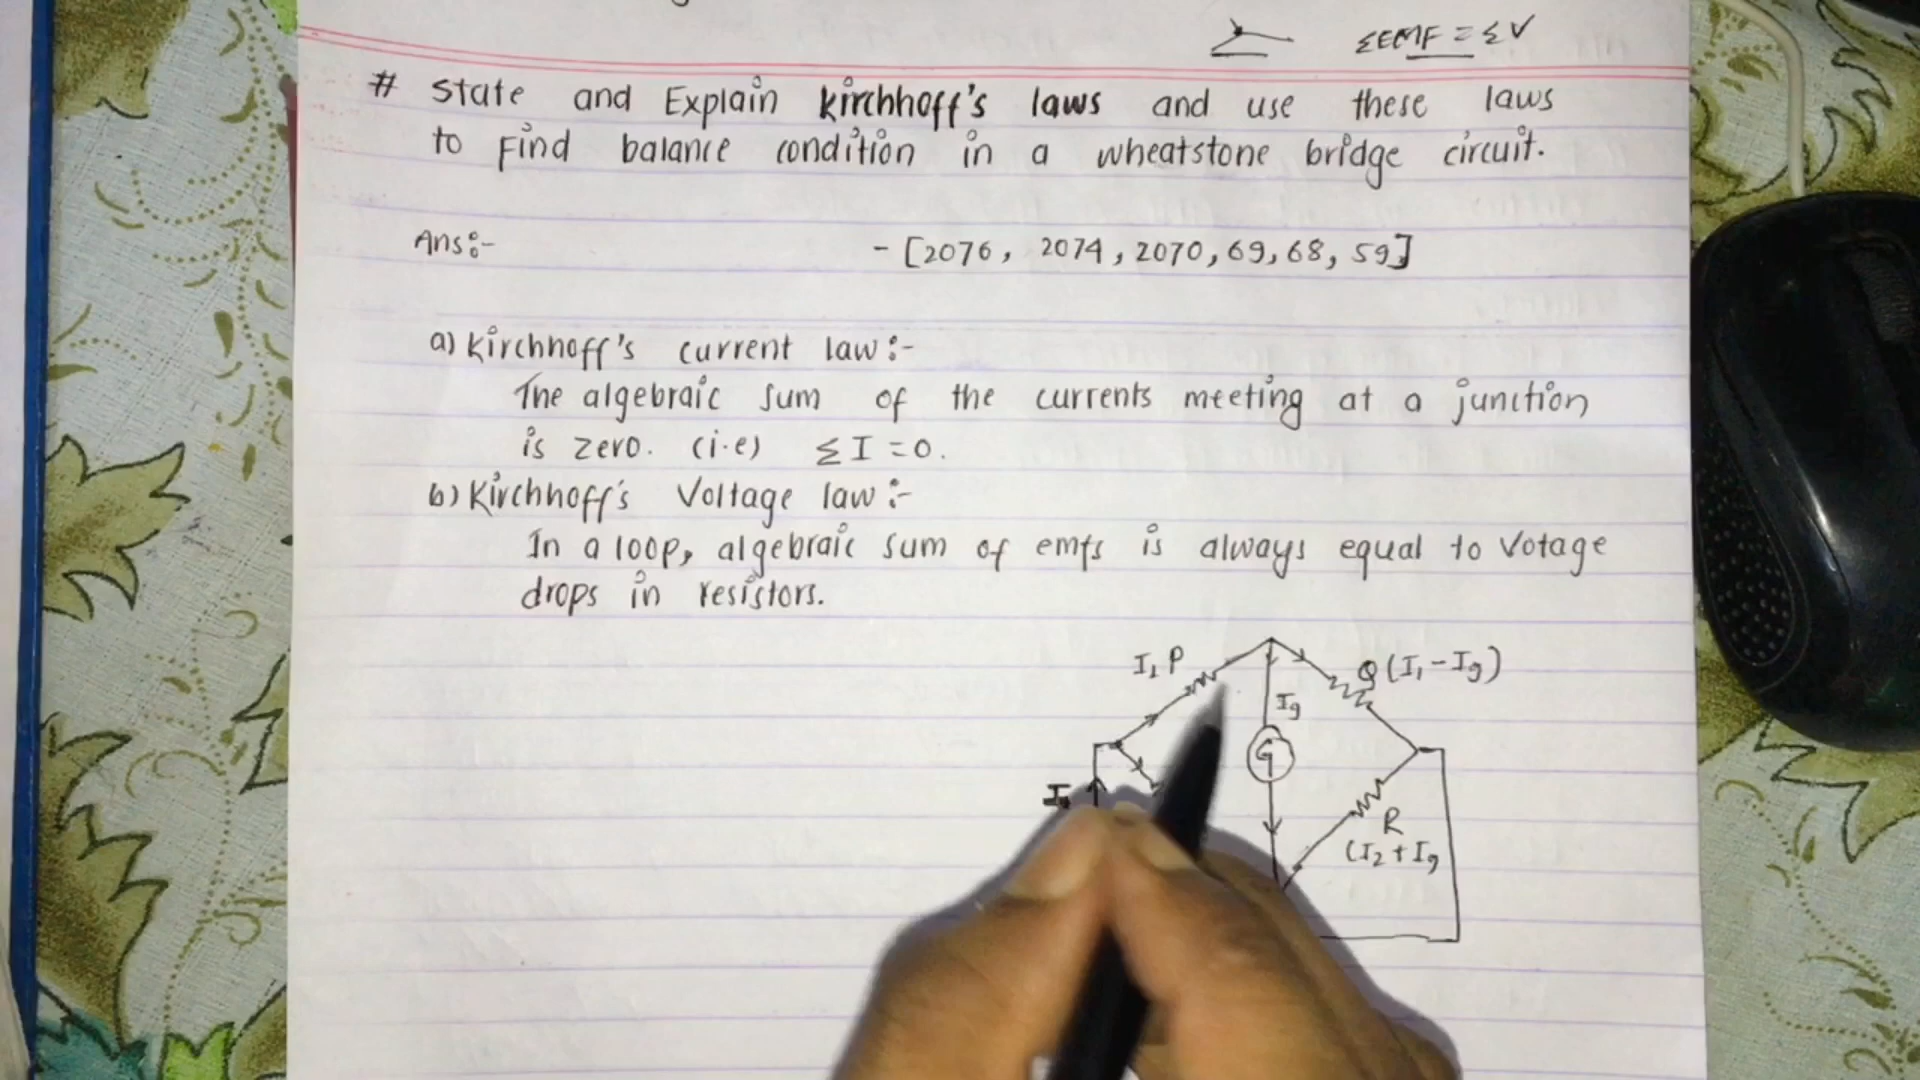 ΣEMF = ΣV
# State and Explain Kirchhoff's laws and use these laws
to Find balance condition in a wheatstone bridge circuit.
Ans:-
- [2076, 2074, 2070, 69, 68, 59]
a) Kirchhoff's current law :-
The algebraic sum of the currents meeting at a junction
is zero. (i.e) ΣI = 0.
b) Kirchhoff's Voltage law :-
In a loop, algebraic sum of emfs is always equal to Votage
drops in resistors.
I₁ P
Q (I₁ - Ig)
Ig
G
I
R
(I₂ + Ig